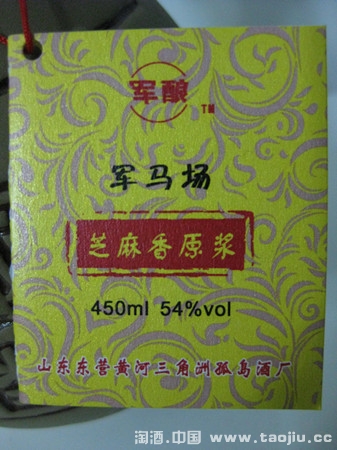 军酿 TM
军马场
芝麻香原浆
450ml 54%vol
山东东营黄河三角洲孤岛酒厂
淘酒.中国 www.taojiu.cc